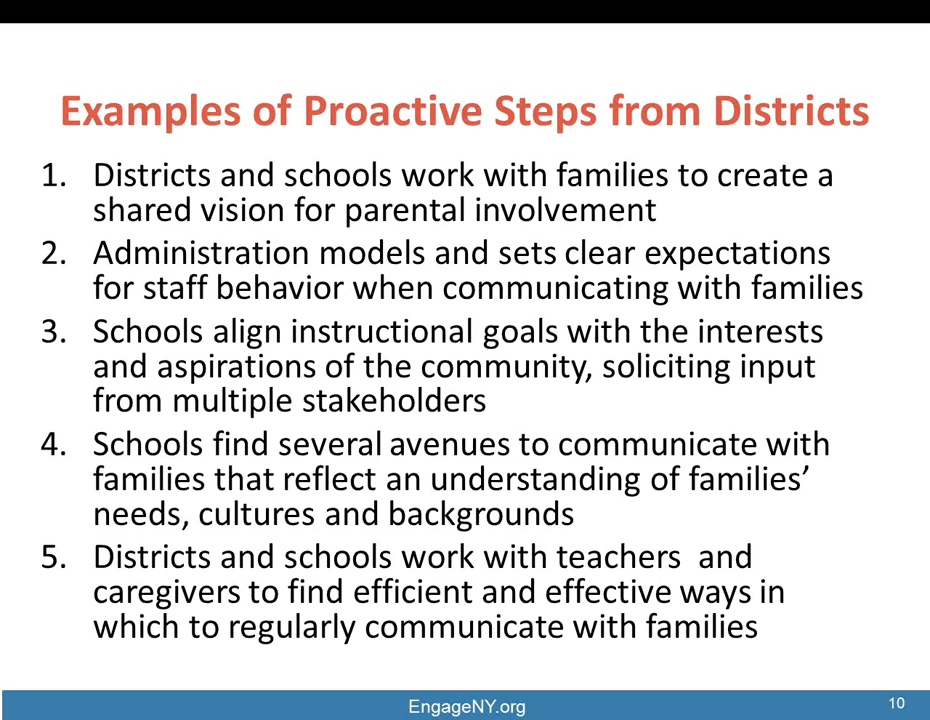 Examples of Proactive Steps from Districts
1. Districts and schools work with families to create a
shared vision for parental involvement
2. Administration models and sets clear expectations
for staff behavior when communicating with families
3. Schools align instructional goals with the interests
and aspirations of the community, soliciting input
from multiple stakeholders
4. Schools find several avenues to communicate with
families that reflect an understanding of families’
needs, cultures and backgrounds
5. Districts and schools work with teachers  and
caregivers to find efficient and effective ways in
which to regularly communicate with families
EngageNY.org
10